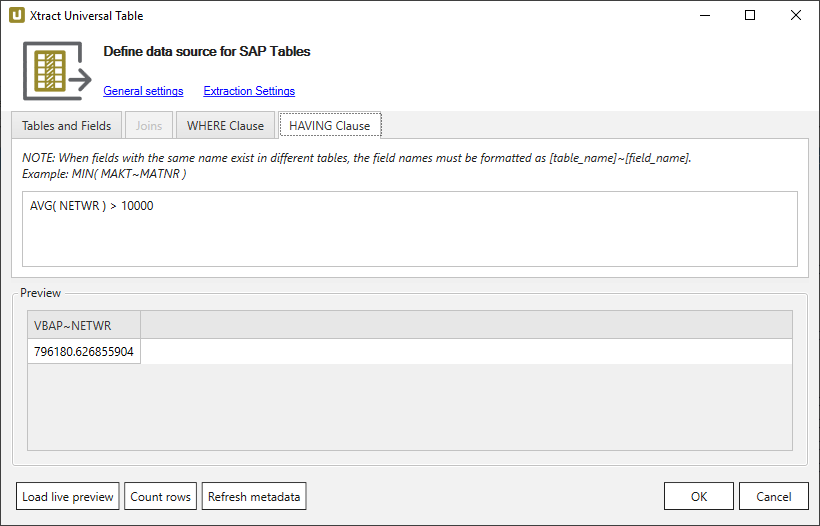 Xtract Universal Table
Define data source for SAP Tables
General settings Extraction Settings
Tables and Fields Joins WHERE Clause HAVING Clause
NOTE: When fields with the same name exist in different tables, the field names must be formatted as [table_name]~[field_name].
Example: MIN( MAKT~MATNR )
AVG( NETWR ) > 10000
Preview
VBAP~NETWR
796180.626855904
Load live preview Count rows Refresh metadata OK Cancel